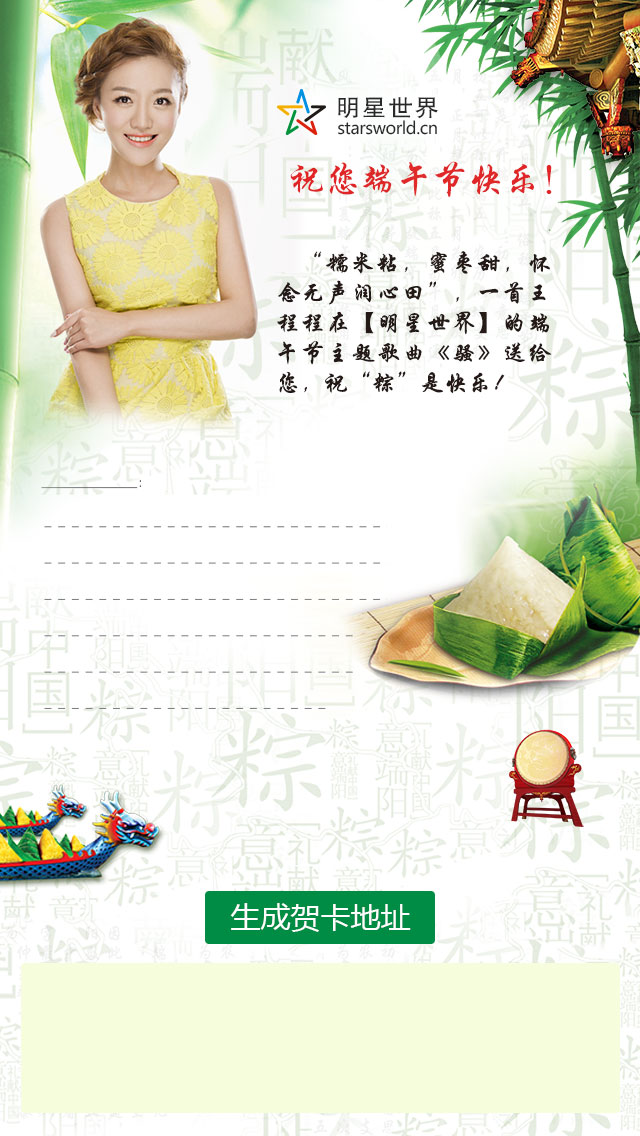 明星世界
starsworld.cn
祝您端午节快乐！
“糯米粘，蜜枣甜，怀
念无声润心田”，一首王
程程在【明星世界】的端
午节主题歌曲《骚》送给
您，祝“粽”是快乐！
：
生成贺卡地址